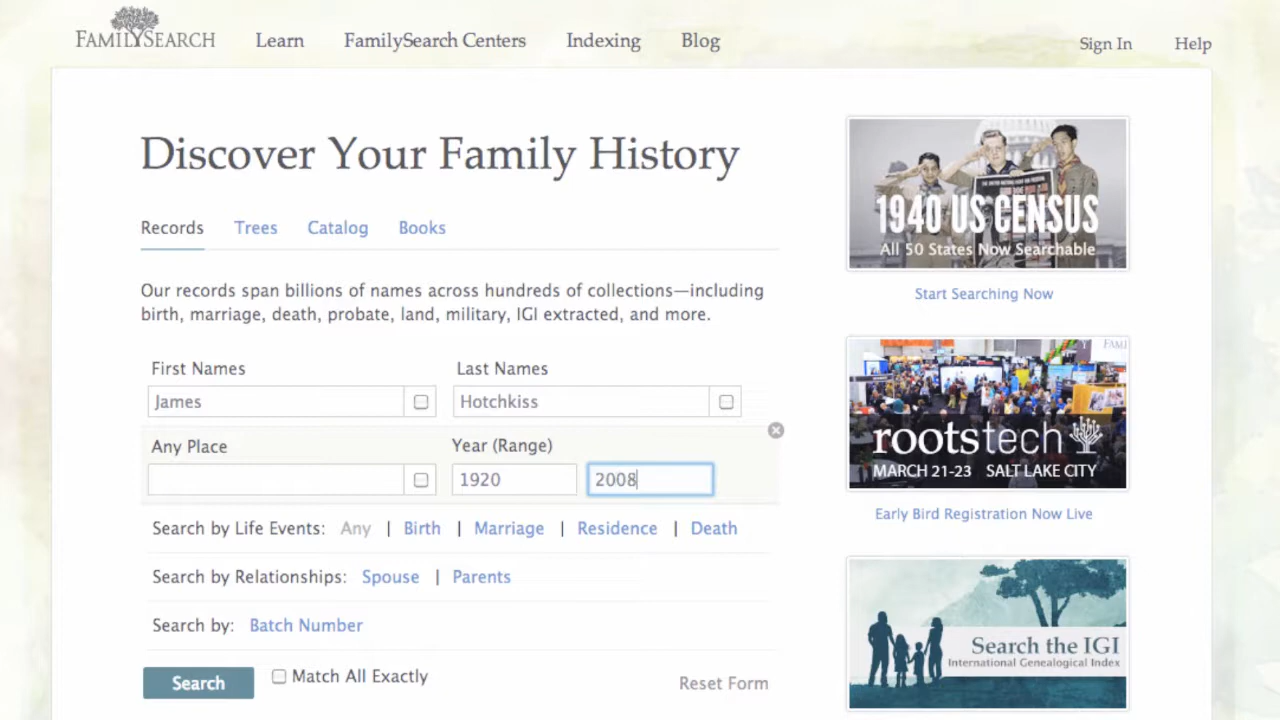 FAMILYSEARCH
Learn
FamilySearch Centers
Indexing
Blog
Sign In
Help
Discover Your Family History
Records
Trees
Catalog
Books
Our records span billions of names across hundreds of collections—including
birth, marriage, death, probate, land, military, IGI extracted, and more.
First Names
Last Names
James
Hotchkiss
Any Place
Year (Range)
1920
2008
Search by Life Events: Any | Birth | Marriage | Residence | Death
Search by Relationships: Spouse | Parents
Search by: Batch Number
Search
Match All Exactly
Reset Form
1940 US CENSUS
All 50 States Now Searchable
Start Searching Now
rootstech
MARCH 21-23 SALT LAKE CITY
Early Bird Registration Now Live
Search the IGI
International Genealogical Index